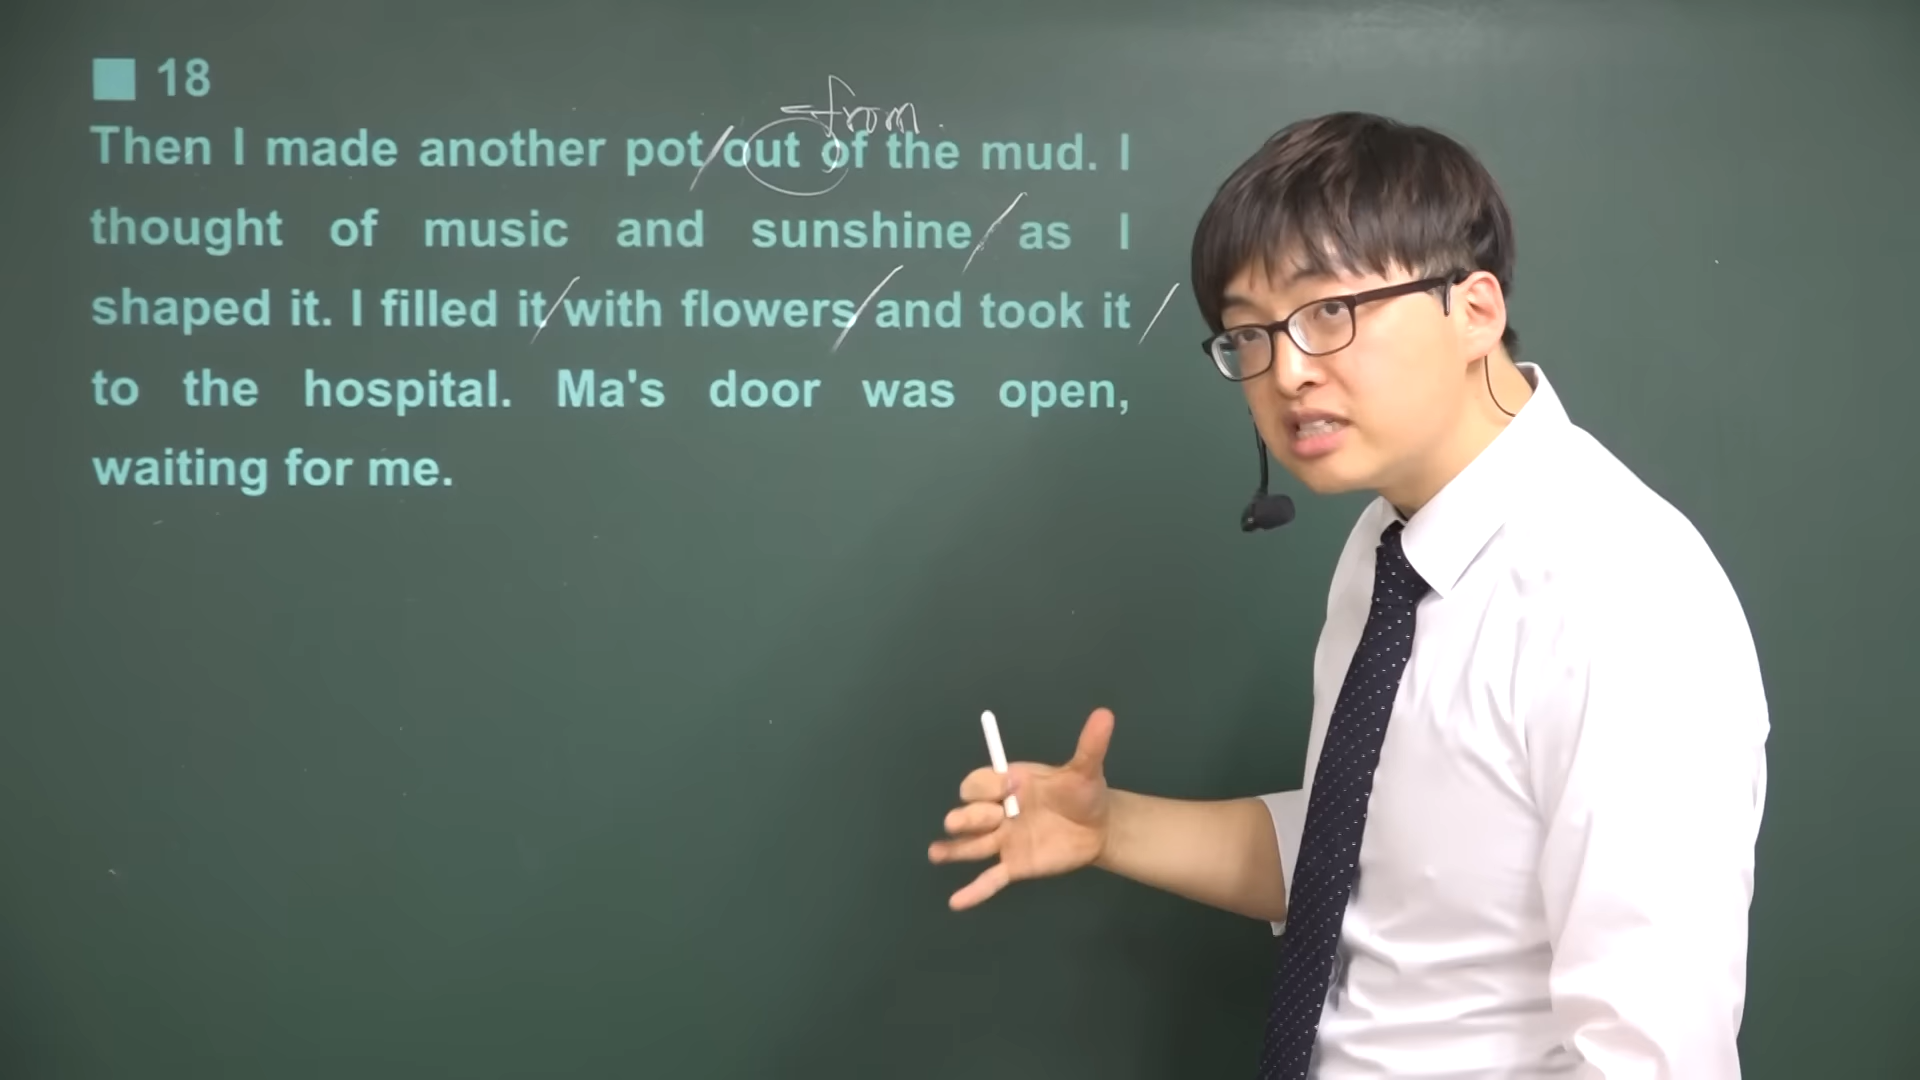 ■ 18
=from
Then I made another pot / out of the mud. I
thought of music and sunshine / as I
shaped it. I filled it / with flowers / and took it /
to the hospital. Ma's door was open,
waiting for me.